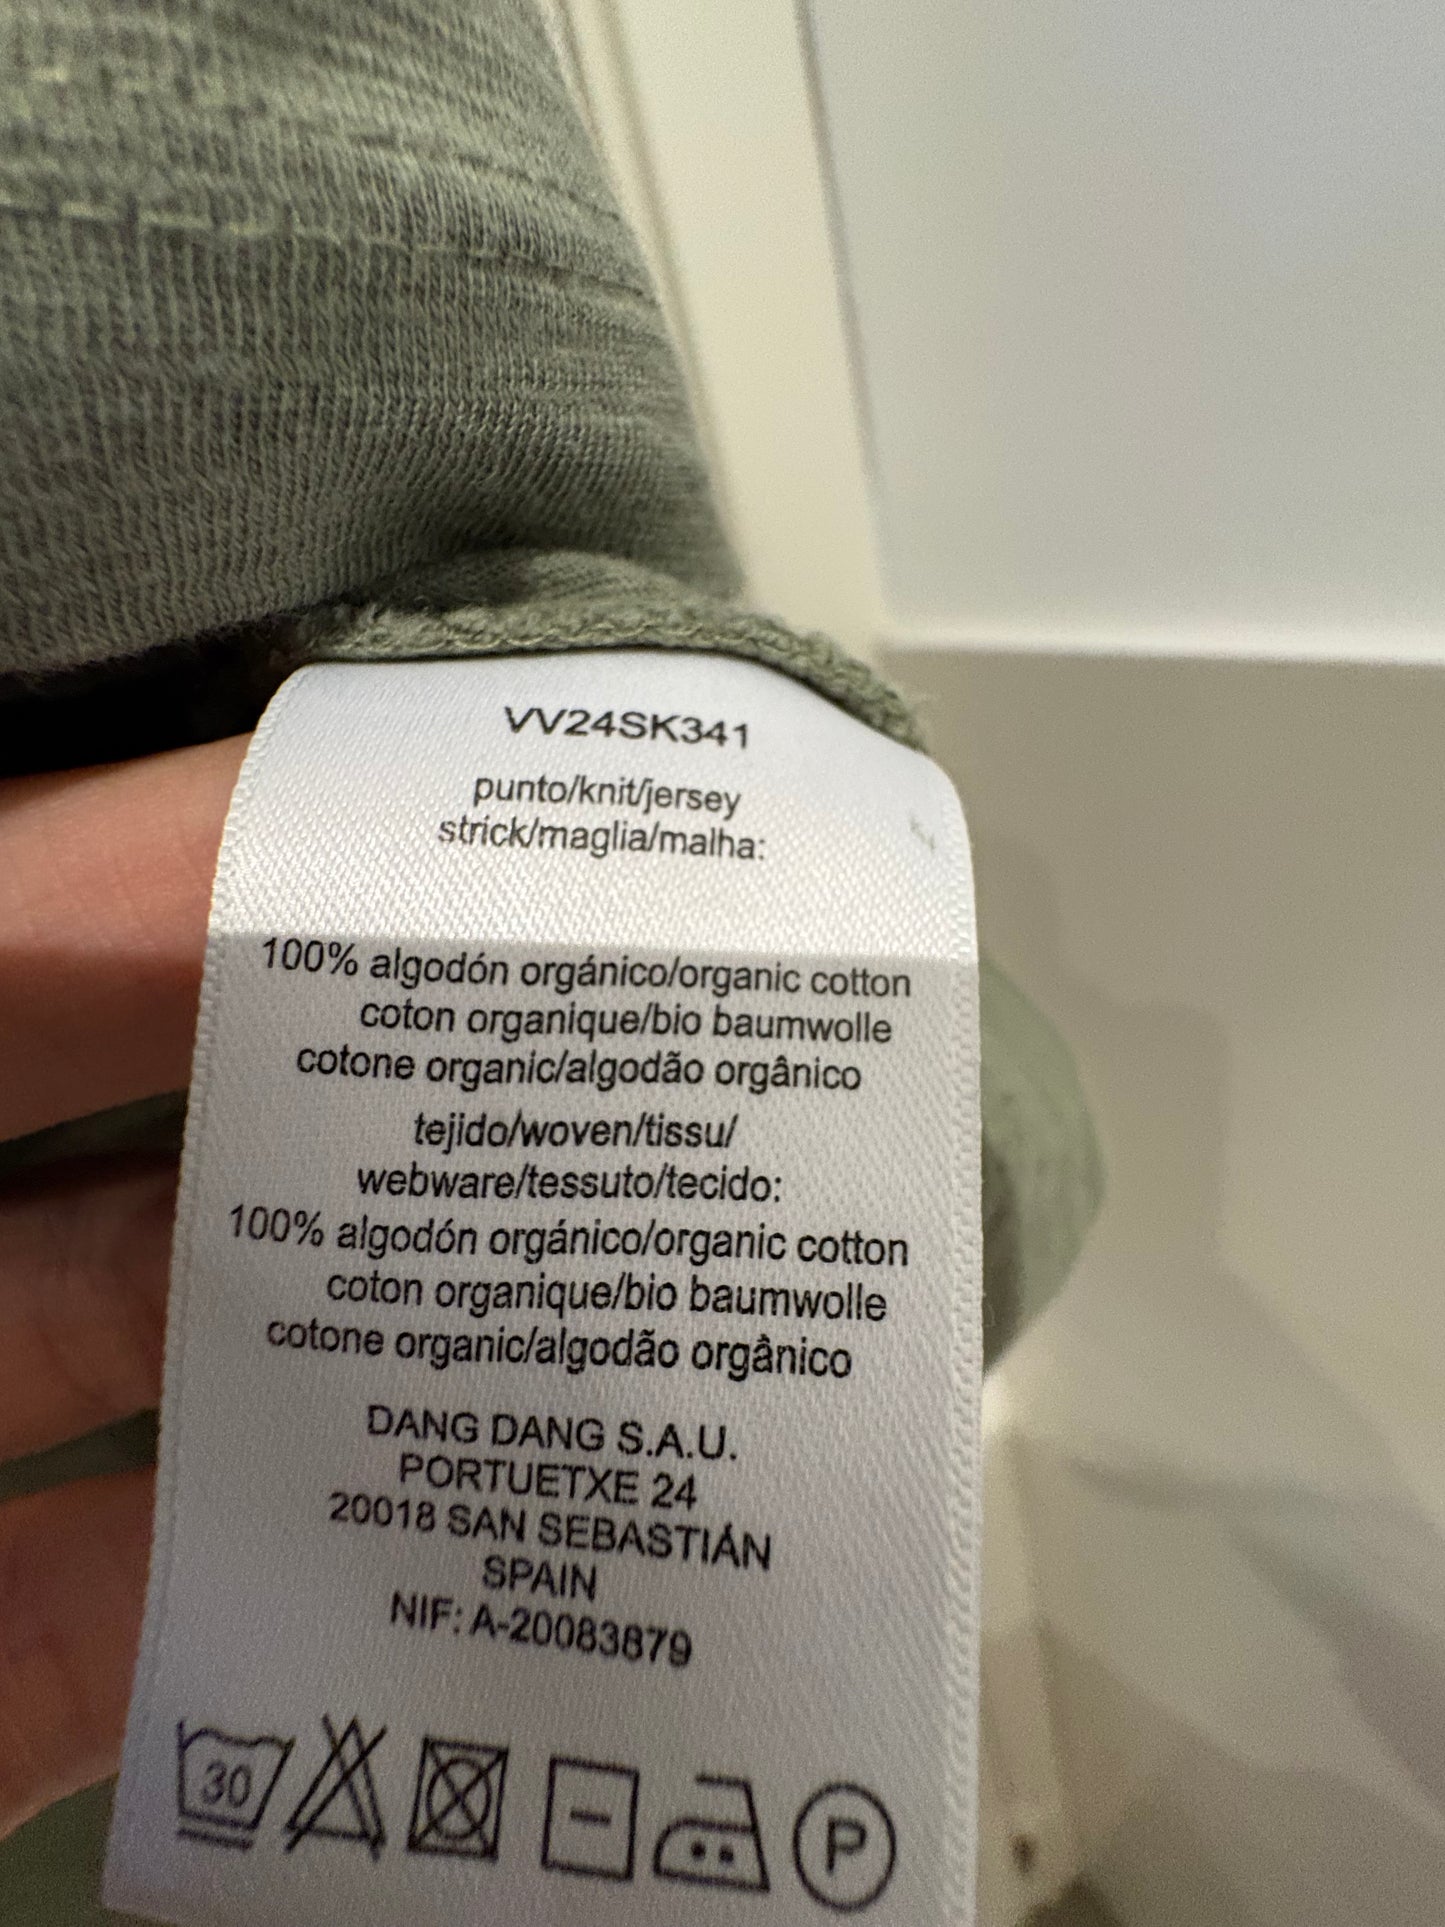 VV24SK341
punto/knit/jersey
strick/maglia/malha:
100% algodón orgánico/organic cotton
coton organique/bio baumwolle
cotone organic/algodão orgânico
tejido/woven/tissu/
webware/tessuto/tecido:
100% algodón orgánico/organic cotton
coton organique/bio baumwolle
cotone organic/algodão orgânico
DANG DANG S.A.U.
PORTUETXE 24
20018 SAN SEBASTIÁN
SPAIN
NIF: A-20083879
30 P